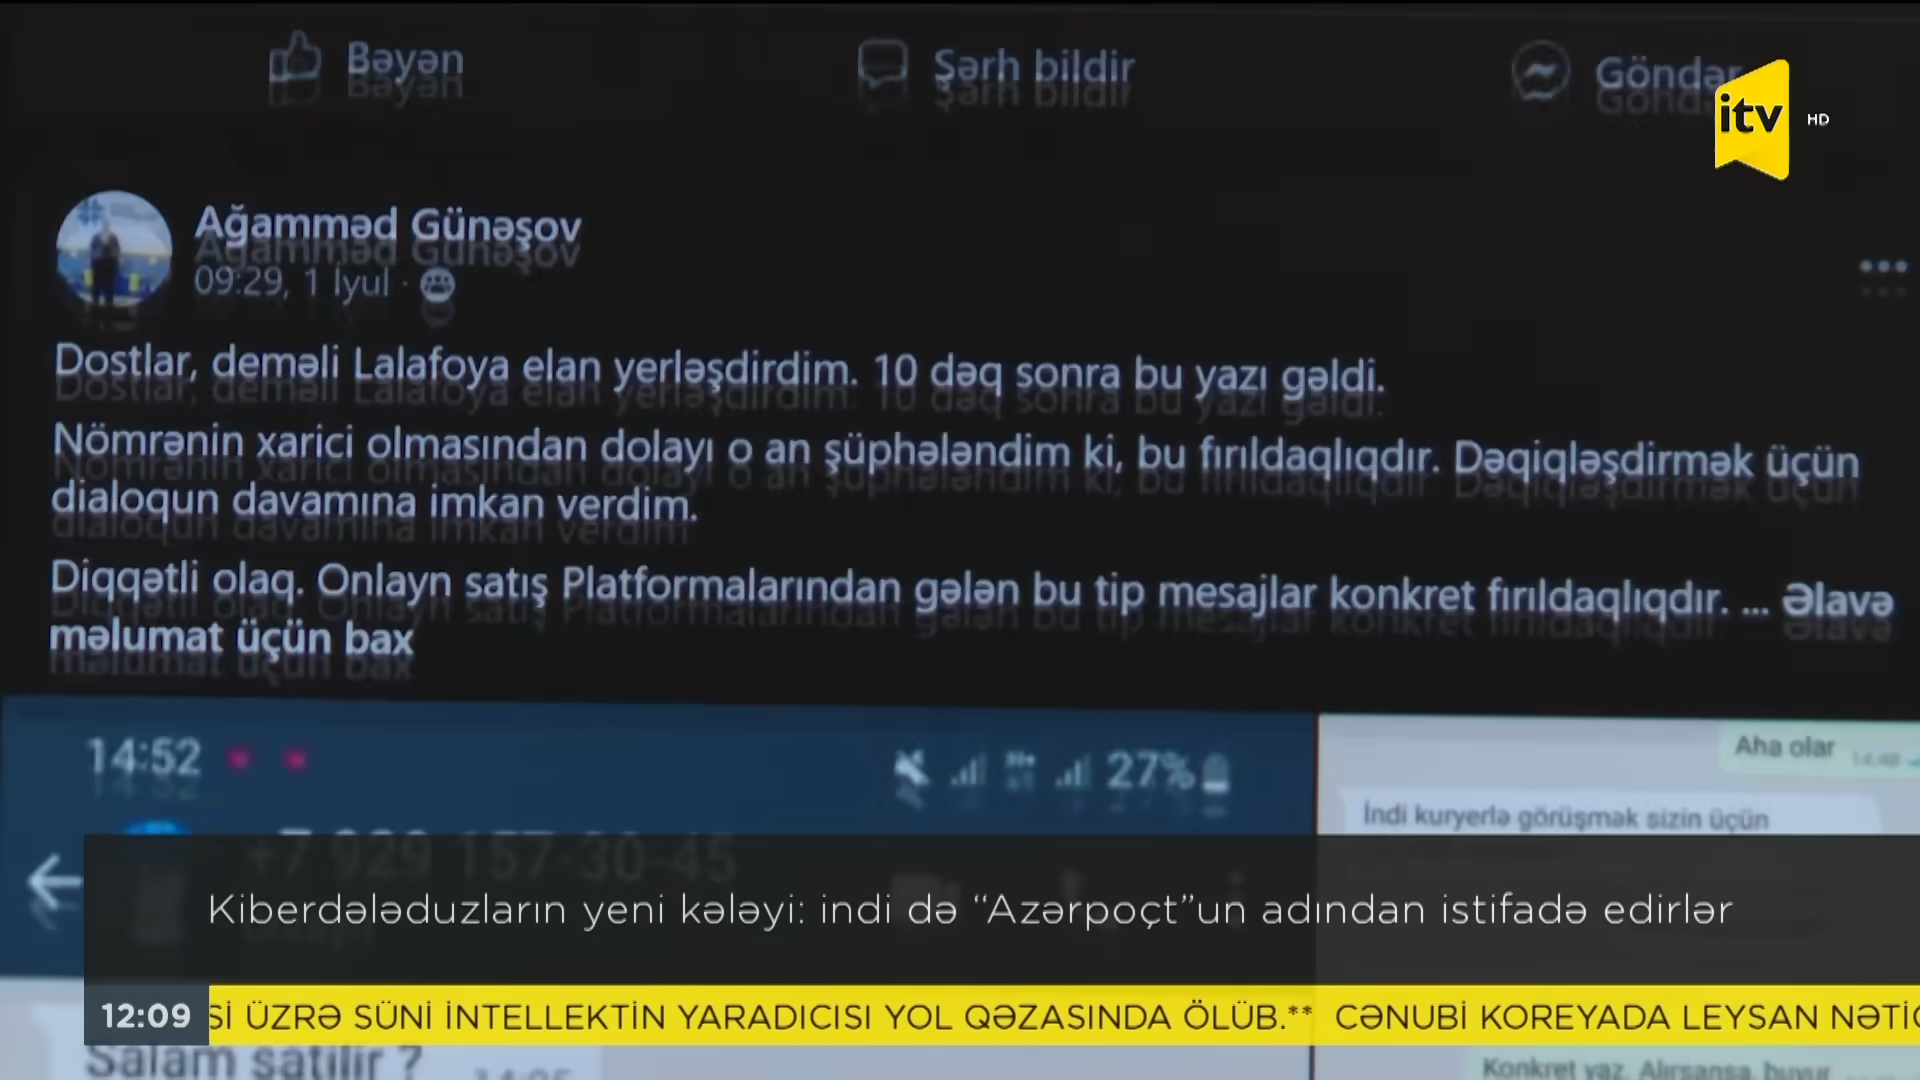 Bəyən
Şərh bildir
Göndər
itv HD
Ağamməd Günəşov
09:29, 1 İyul ·
Dostlar, deməli Lalafoya elan yerləşdirdim. 10 dəq sonra bu yazı gəldi.
Nömrənin xarici olmasından dolayı o an şüphələndim ki, bu fırıldaqlıqdır. Dəqiqləşdirmək üçün
dialoqun davamına imkan verdim.
Diqqətli olaq. Onlayn satış Platformalarından gələn bu tip mesajlar konkret fırıldaqlıqdır. ... Əlavə
məlumat üçün bax
14:52
27%
Aha olar 14:48
İndi kuryerlə görüşmək sizin üçün
+7 929 157-30-45
Kiberdələduzların yeni kələyi: indi də “Azərpoçt”un adından istifadə edirlər
12:09
Sİ ÜZRƏ SÜNİ İNTELLEKTİN YARADICISI YOL QƏZASINDA ÖLÜB.** CƏNUBİ KOREYADA LEYSAN NƏTİC
Salam satilir ?
Konkret yaz. Alırsansa, buyur